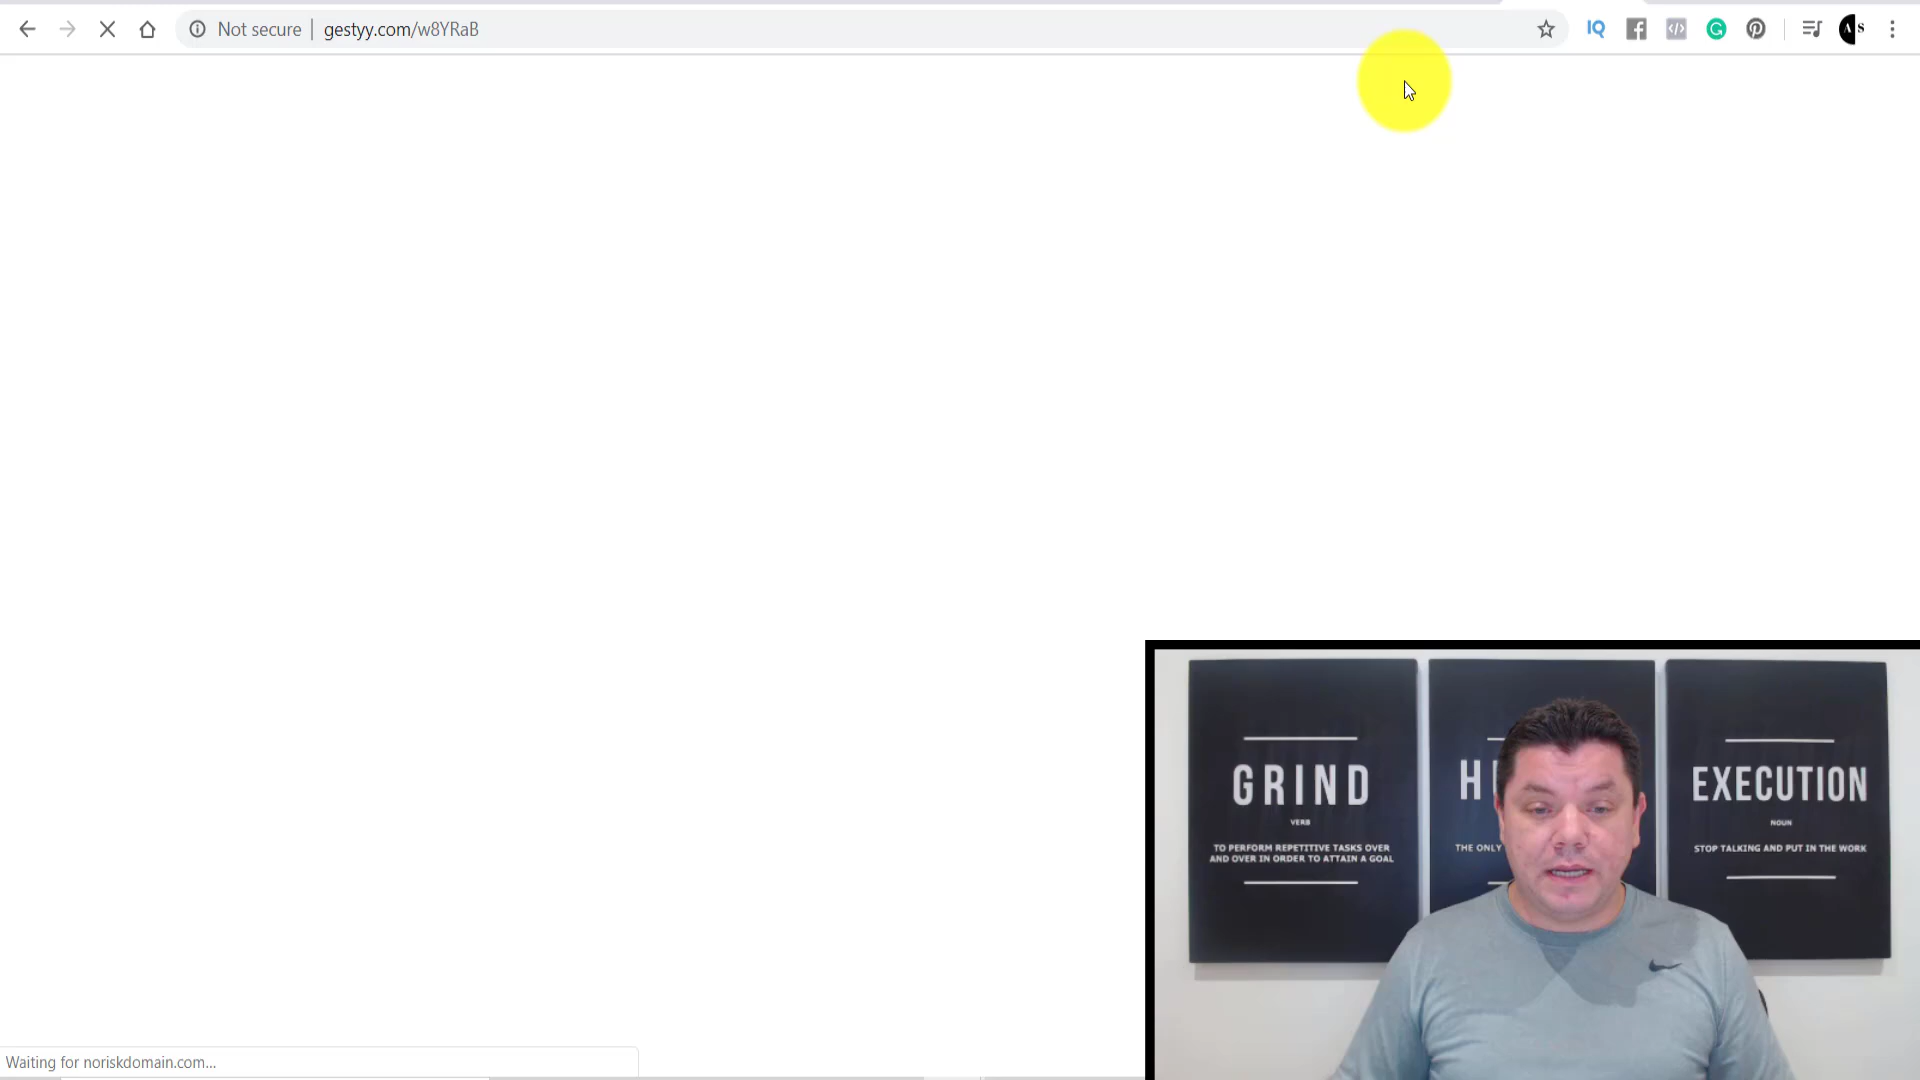 Not secure
gestyy.com/w8YRaB
IQ
A S
GRIND
VERB
TO PERFORM REPETITIVE TASKS OVER
AND OVER IN ORDER TO ATTAIN A GOAL
H
THE ONLY
EXECUTION
NOUN
STOP TALKING AND PUT IN THE WORK
Waiting for noriskdomain.com...